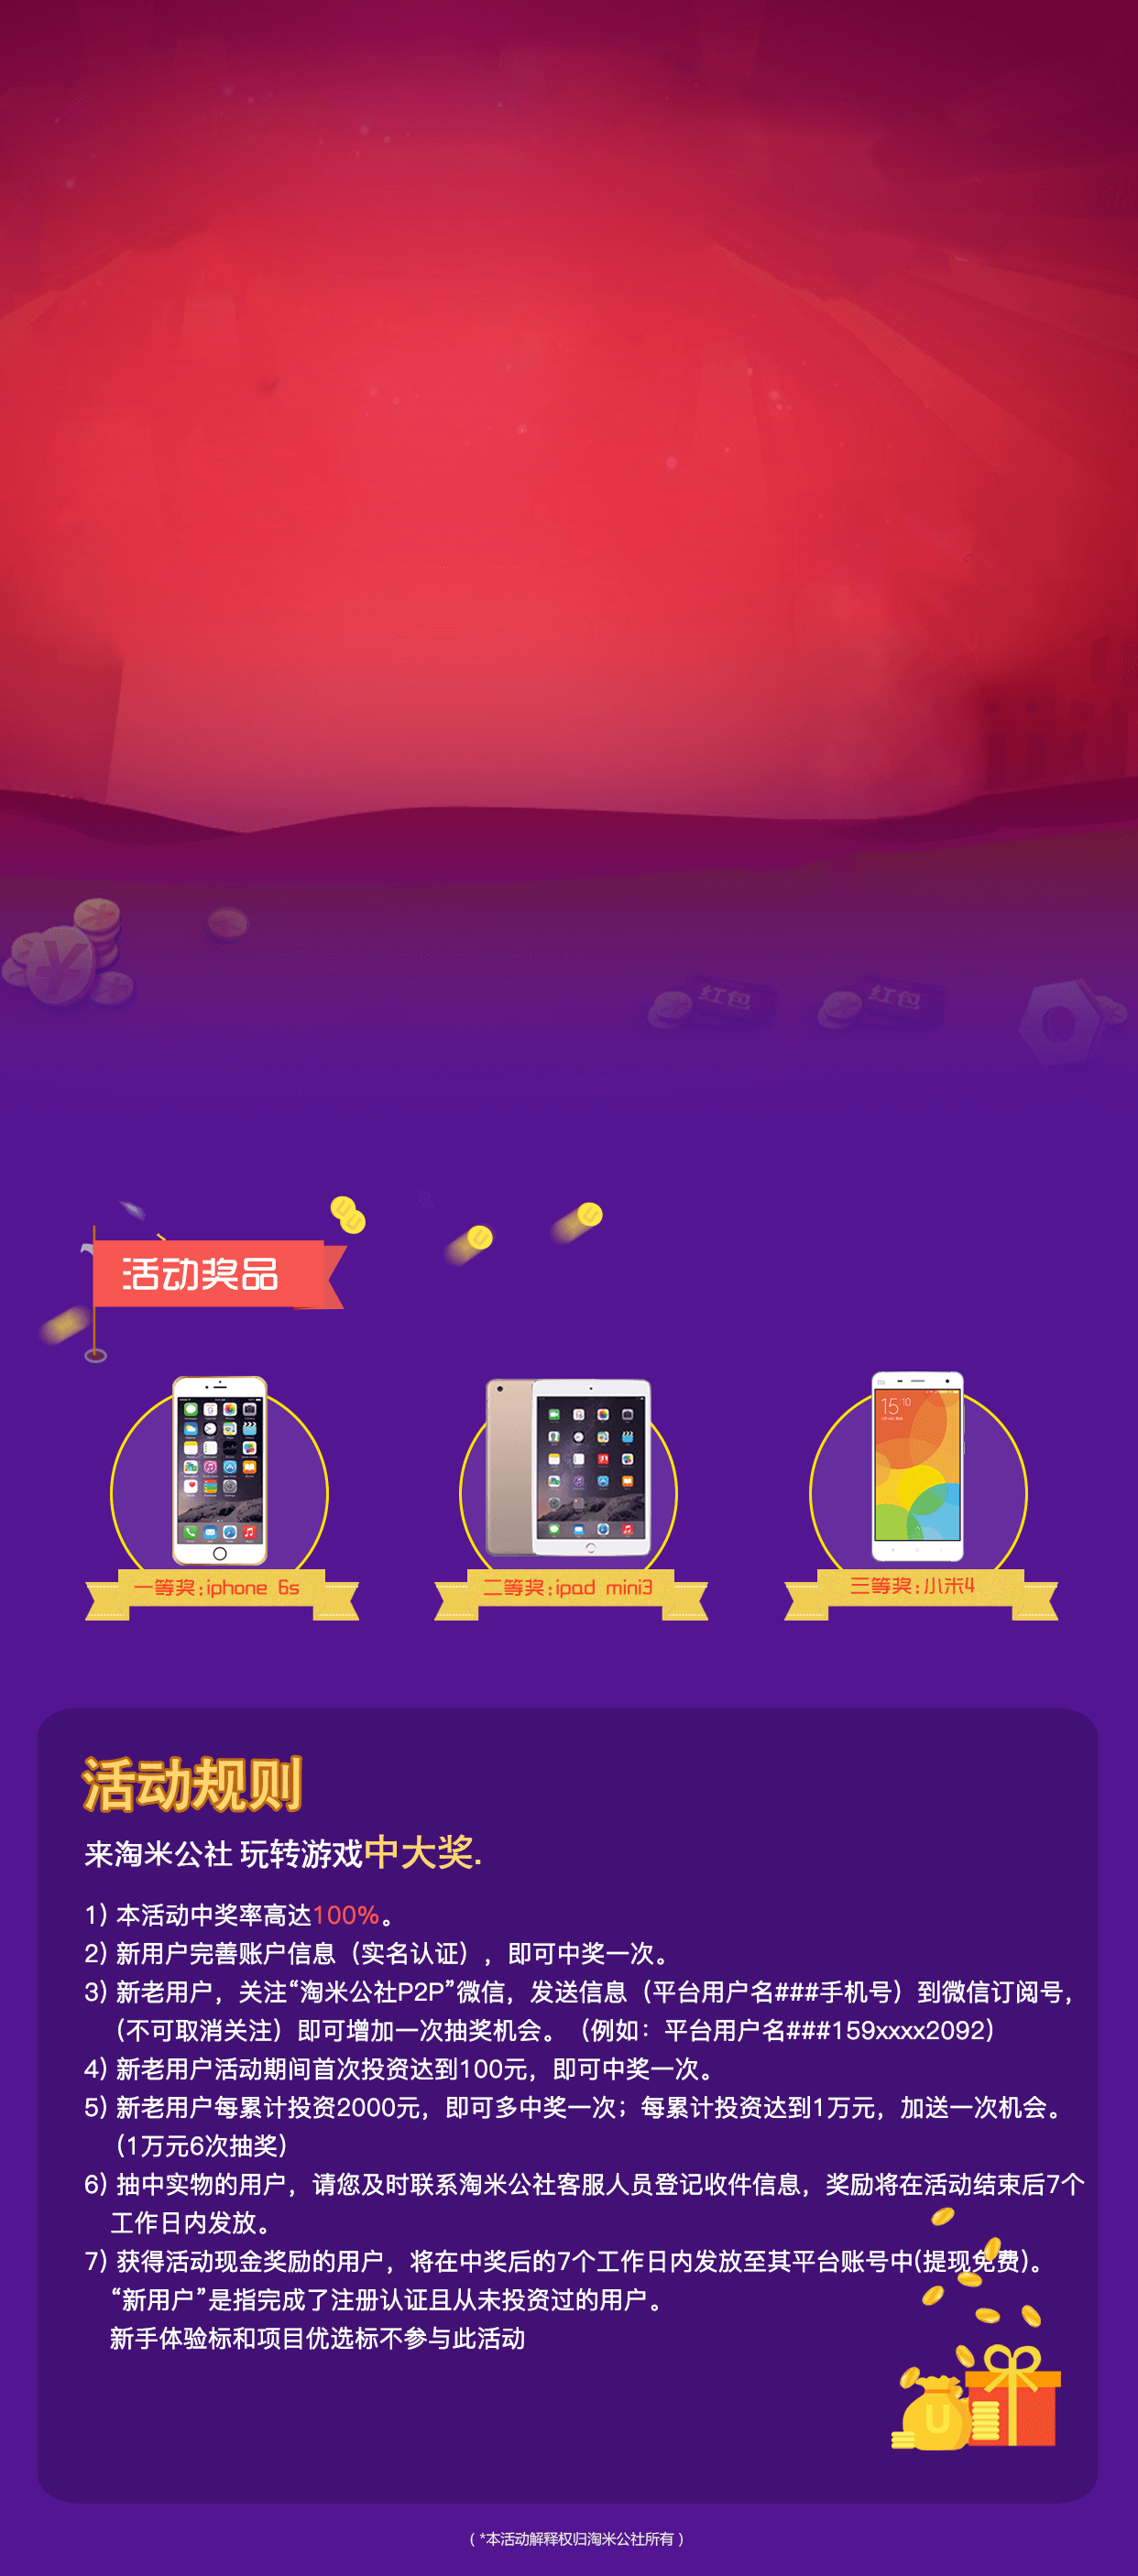 红包
红包
活动奖品
15:10
一等奖:iphone 6s
二等奖:ipad mini3
三等奖:小米4
活动规则
来淘米公社 玩转游戏中大奖.
1) 本活动中奖率高达100%。
2) 新用户完善账户信息（实名认证），即可中奖一次。
3) 新老用户，关注“淘米公社P2P”微信，发送信息（平台用户名###手机号）到微信订阅号，
（不可取消关注）即可增加一次抽奖机会。（例如：平台用户名###159xxxx2092）
4) 新老用户活动期间首次投资达到100元，即可中奖一次。
5) 新老用户每累计投资2000元，即可多中奖一次；每累计投资达到1万元，加送一次机会。
（1万元6次抽奖）
6) 抽中实物的用户，请您及时联系淘米公社客服人员登记收件信息，奖励将在活动结束后7个
工作日内发放。
7) 获得活动现金奖励的用户，将在中奖后的7个工作日内发放至其平台账号中(提现免费)。
“新用户”是指完成了注册认证且从未投资过的用户。
新手体验标和项目优选标不参与此活动
U
（*本活动解释权归淘米公社所有）